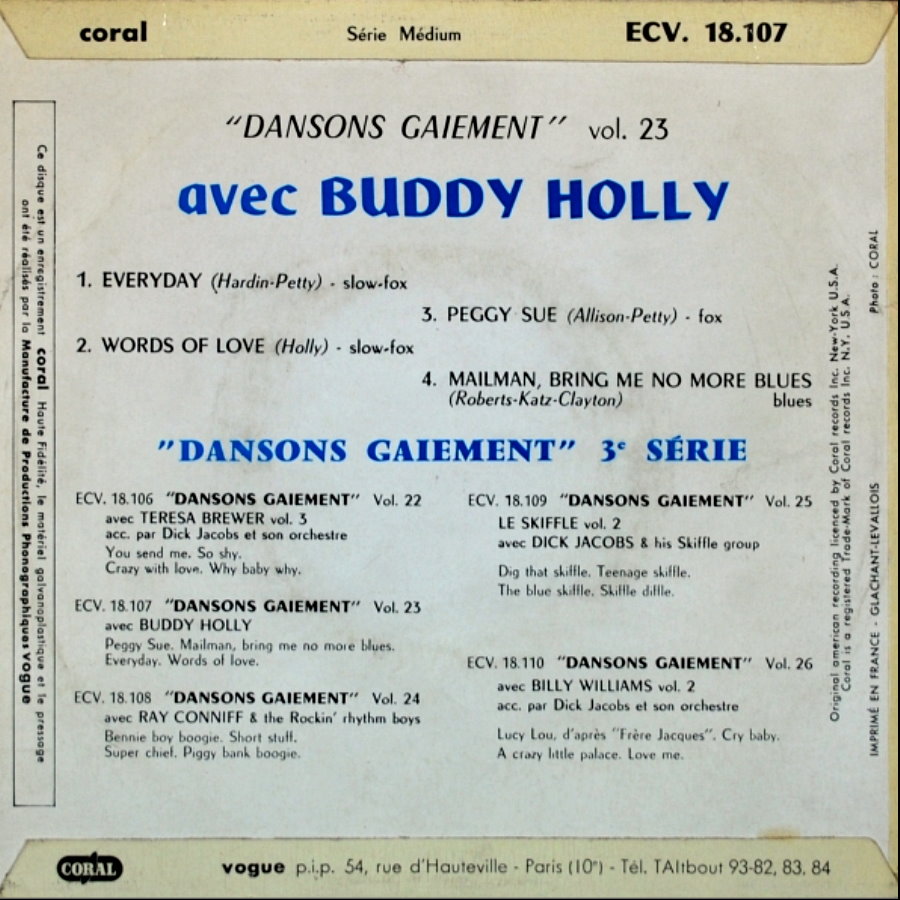 coral Série Médium ECV. 18.107
"DANSONS GAIEMENT" vol. 23
avec BUDDY HOLLY
1. EVERYDAY (Hardin-Petty) - slow-fox
2. WORDS OF LOVE (Holly) - slow-fox
3. PEGGY SUE (Allison-Petty) - fox
4. MAILMAN, BRING ME NO MORE BLUES
(Roberts-Katz-Clayton) blues
"DANSONS GAIEMENT" 3e SÉRIE
ECV. 18.106 "DANSONS GAIEMENT" Vol. 22
avec TERESA BREWER vol. 3
acc. par Dick Jacobs et son orchestre
You send me. So shy.
Crazy with love. Why baby why.
ECV. 18.107 "DANSONS GAIEMENT" Vol. 23
avec BUDDY HOLLY
Peggy Sue. Mailman, bring me no more blues.
Everyday. Words of love.
ECV. 18.108 "DANSONS GAIEMENT" Vol. 24
avec RAY CONNIFF & the Rockin' rhythm boys
Bennie boy boogie. Short stuff.
Super chief. Piggy bank boogie.
ECV. 18.109 "DANSONS GAIEMENT" Vol. 25
LE SKIFFLE vol. 2
avec DICK JACOBS & his Skiffle group
Dig that skiffle. Teenage skiffle.
The blue skiffle. Skiffle diffle.
ECV. 18.110 "DANSONS GAIEMENT" Vol. 26
avec BILLY WILLIAMS vol. 2
acc. par Dick Jacobs et son orchestre
Lucy Lou, d'après "Frère Jacques". Cry baby.
A crazy little palace. Love me.
Ce disque est un enregistrement coral Haute Fidélité, le matériel galvanoplastique et le pressage
ont été réalisés par la Manufacture de Productions Phonographiques VOGUE
Original american recording licenced by Coral records Inc. New-York U.S.A.
Coral is a registered Trade-Mark of Coral records Inc. N.Y. U.S.A.
IMPRIMÉ EN FRANCE - GLACHANT-LEVALLOIS
Photo : CORAL
CORAL
vogue p.i.p. 54, rue d'Hauteville - Paris (10e) - Tél. TAItbout 93-82, 83, 84